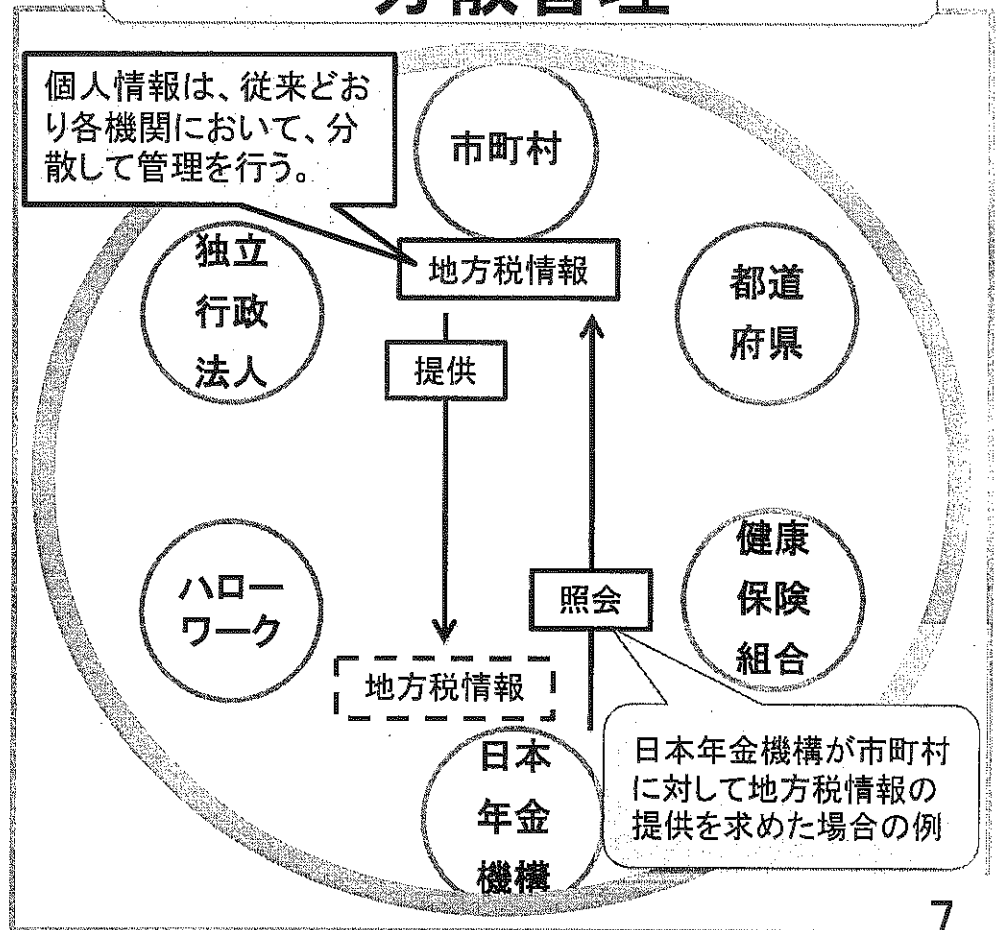 分散管理
個人情報は、従来どお
り各機関において、分
散して管理を行う。
市町村
独立
行政
法人
地方税情報
都道
府県
提供
ハロー
ワーク
照会
健康
保険
組合
地方税情報
日本
年金
機構
日本年金機構が市町村
に対して地方税情報の
提供を求めた場合の例
7